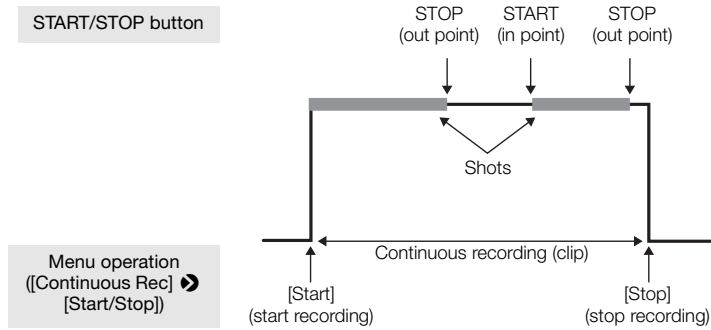 START/STOP button
STOP
(out point)
START
(in point)
STOP
(out point)
Shots
Continuous recording (clip)
Menu operation
([Continuous Rec] ❯
[Start/Stop])
[Start]
(start recording)
[Stop]
(stop recording)